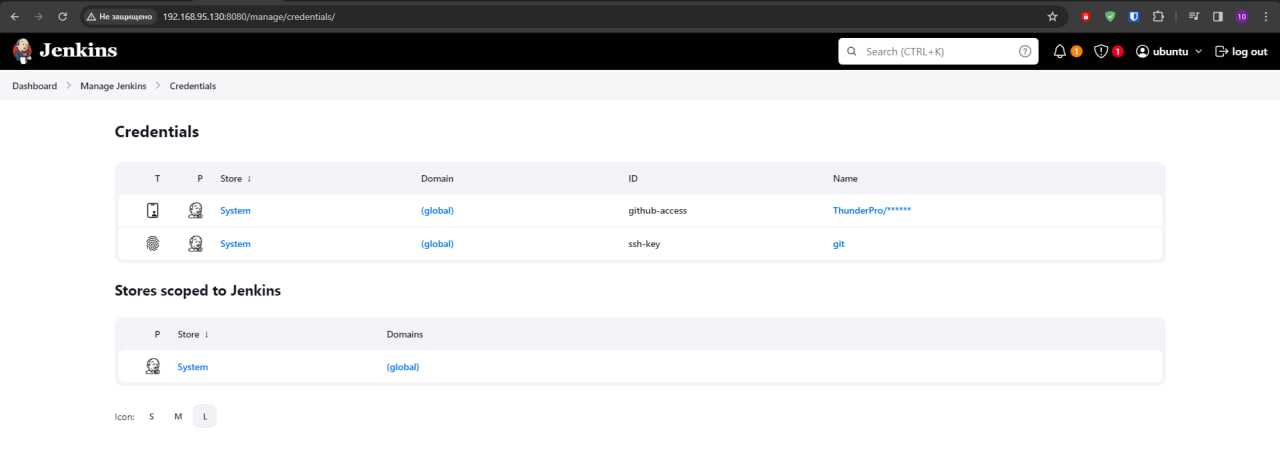 Не защищено 192.168.95.130:8080/manage/credentials/ 10
Jenkins Search (CTRL+K) ? 1 1 ubuntu log out
Dashboard > Manage Jenkins > Credentials
Credentials
T P Store ↓ Domain ID Name
System (global) github-access ThunderPro/******
System (global) ssh-key git
Stores scoped to Jenkins
P Store ↓ Domains
System (global)
Icon: S M L